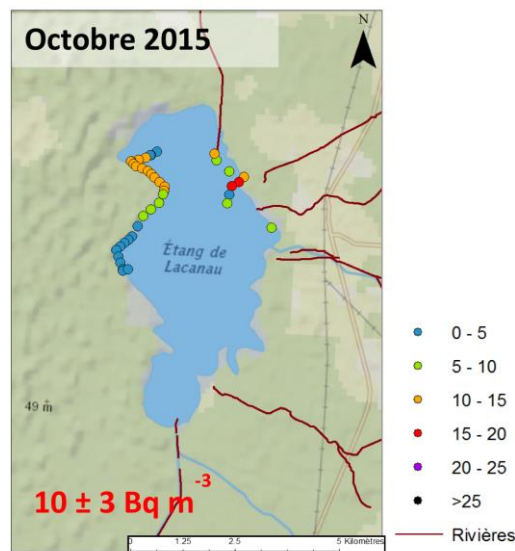 Octobre 2015
N
Étang de
Lacanau
49 m
10 ± 3 Bq m-3
0 1.25 2.5 5 Kilomètres
0 - 5
5 - 10
10 - 15
15 - 20
20 - 25
>25
Rivières